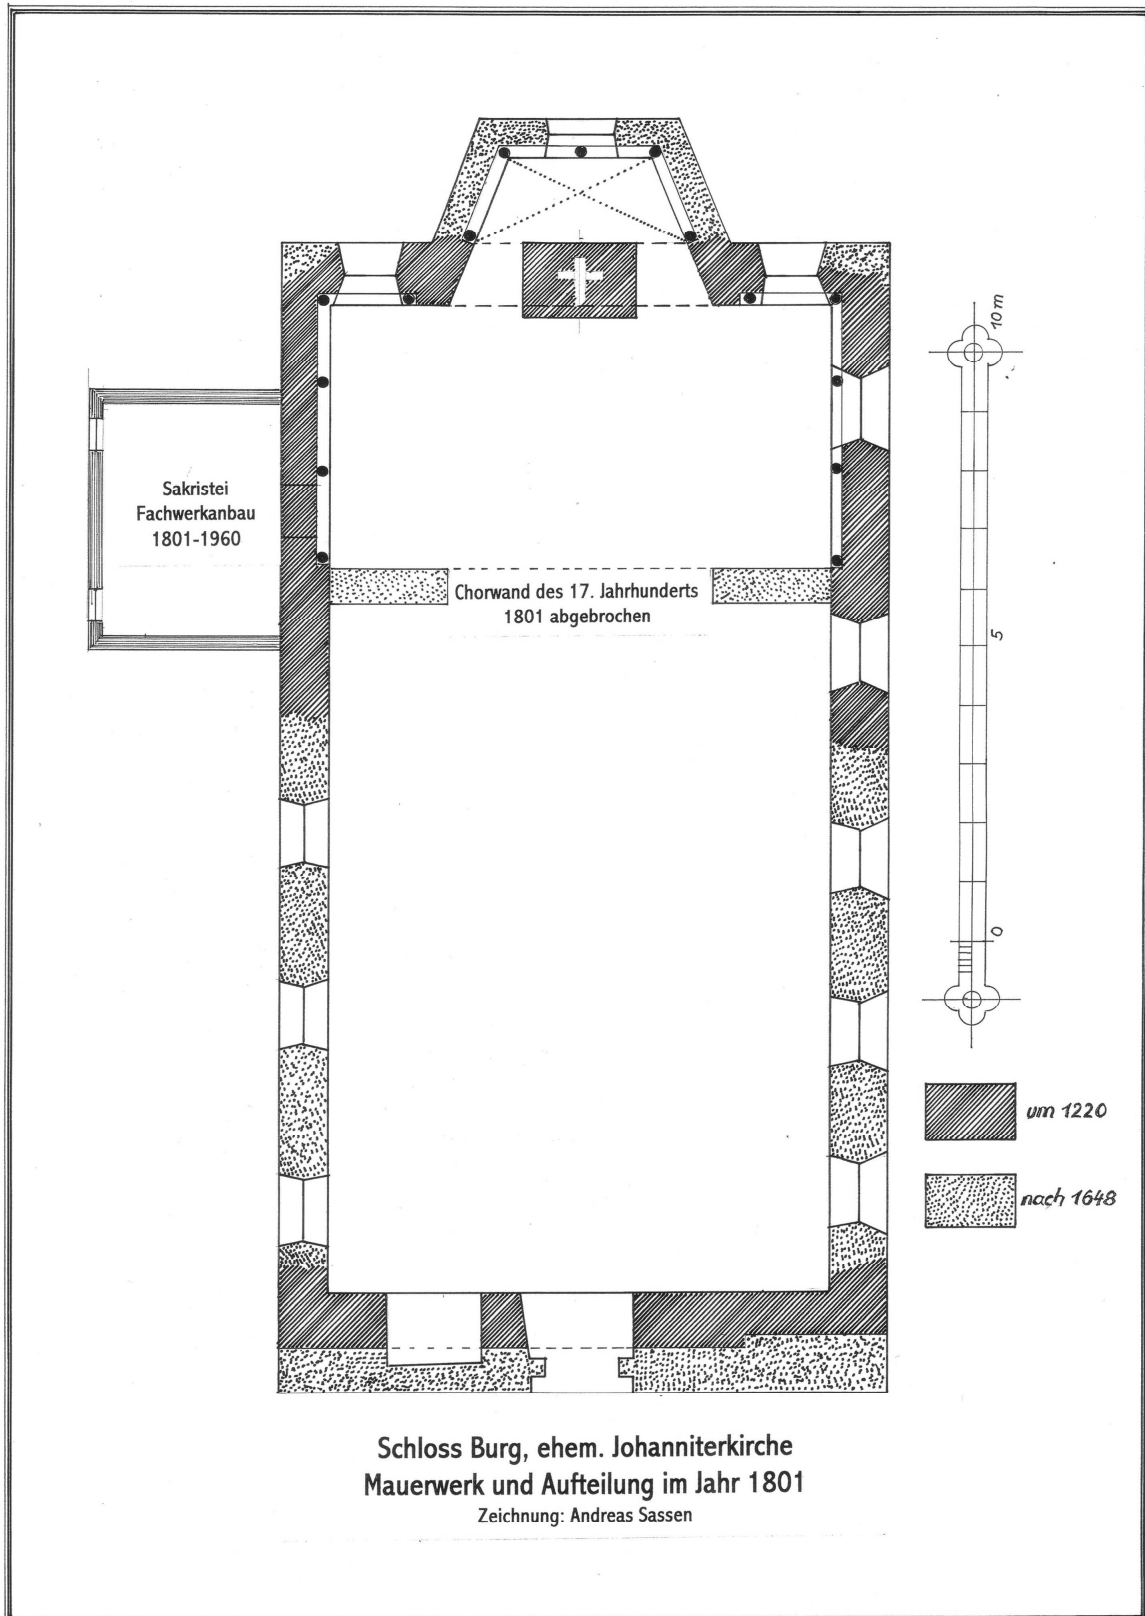 10 m
Sakristei
Fachwerkanbau
1801-1960
Chorwand des 17. Jahrhunderts
1801 abgebrochen
5
0
um 1220
nach 1648
Schloss Burg, ehem. Johanniterkirche
Mauerwerk und Aufteilung im Jahr 1801
Zeichnung: Andreas Sassen